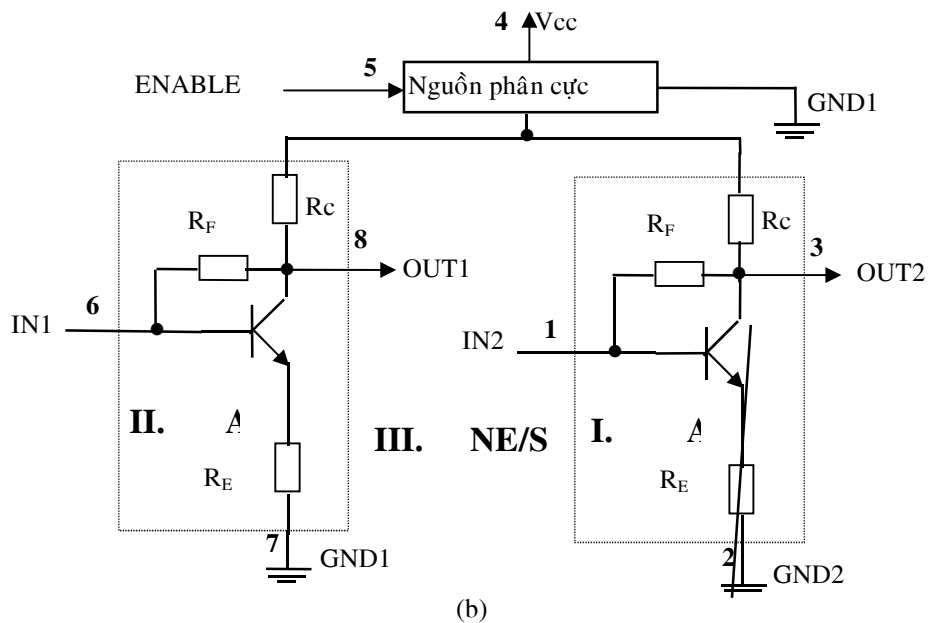 4 Vcc
5
ENABLE
Nguồn phân cực
GND1
R_F
Rc
8
OUT1
6
IN1
II. A
R_E
7
GND1
III. NE/S
R_F
Rc
3
OUT2
1
IN2
I. A
R_E
2
GND2
(b)